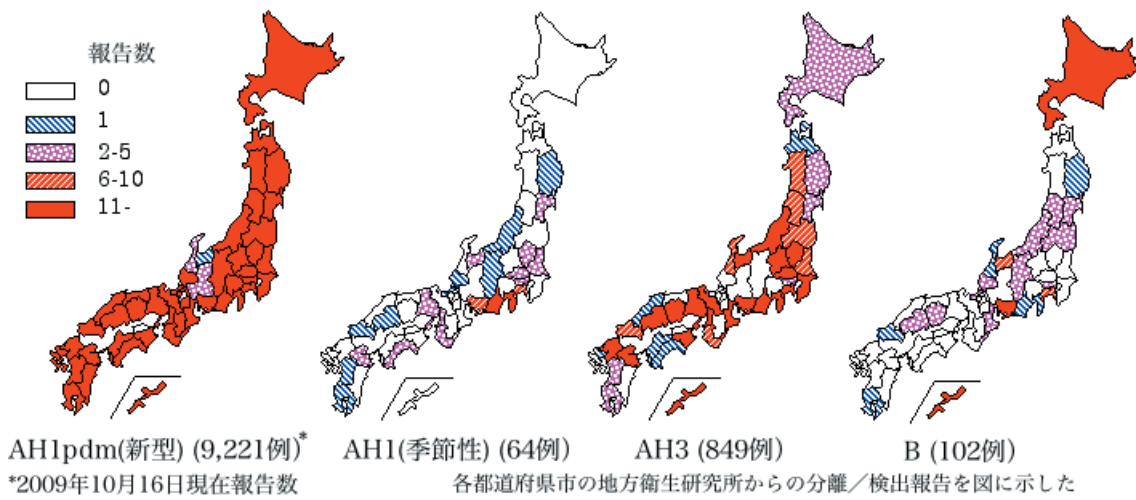 報告数
0
1
2-5
6-10
11-
AH1pdm(新型) (9,221例)*
AH1(季節性) (64例)
AH3 (849例)
B (102例)
*2009年10月16日現在報告数
各都道府県市の地方衛生研究所からの分離／検出報告を図に示した